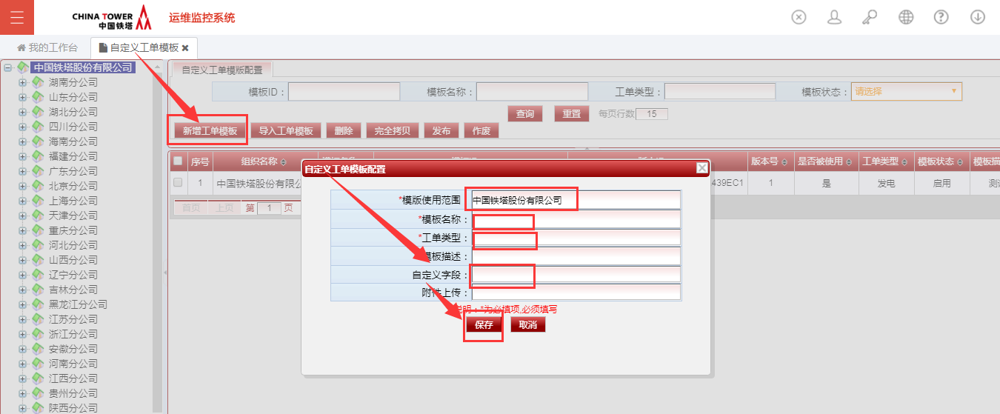 CHINA TOWER
中国铁塔
运维监控系统
我的工作台
自定义工单模板
中国铁塔股份有限公司
湖南分公司
山东分公司
湖北分公司
四川分公司
海南分公司
福建分公司
广东分公司
北京分公司
上海分公司
天津分公司
重庆分公司
河北分公司
山西分公司
辽宁分公司
吉林分公司
黑龙江分公司
江苏分公司
浙江分公司
安徽分公司
河南分公司
江西分公司
贵州分公司
陕西分公司
自定义工单模版配置
模板ID： 模板名称： 工单类型： 模板状态： 请选择
查询 重置 每页行数 15
新增工单模板 导入工单模板 删除 完全拷贝 发布 作废
序号 组织名称 版本号 是否被使用 工单类型 模板状态 模板描
1 中国铁塔股份有限公 439EC1 1 是 发电 启用 测试
首页 上页 第 1 页
自定义工单模板配置
*模版使用范围 中国铁塔股份有限公司
*模板名称：
*工单类型：
模板描述：
自定义字段：
附件上传：
说明：*为必填项,必须填写
保存 取消